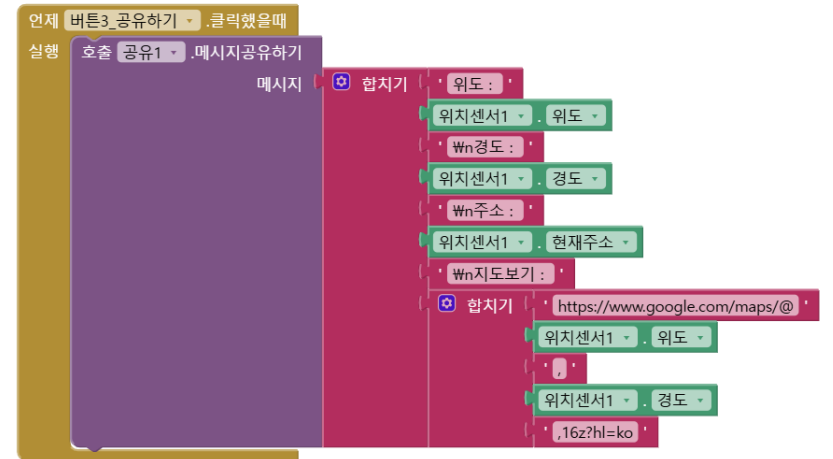 언제 버튼3_공유하기 .클릭했을때
실행 호출 공유1 .메시지공유하기
메시지 합치기 ' 위도 : '
위치센서1 . 위도
' ₩n경도 : '
위치센서1 . 경도
' ₩n주소 : '
위치센서1 . 현재주소
' ₩n지도보기 : '
합치기 ' https://www.google.com/maps/@ '
위치센서1 . 위도
' , '
위치센서1 . 경도
' ,16z?hl=ko '